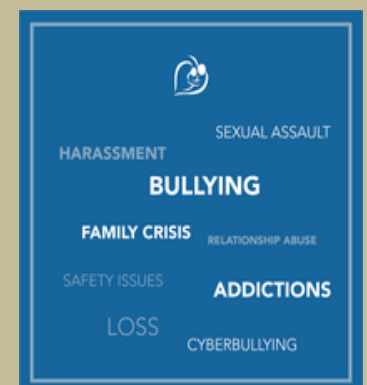 SEXUAL ASSAULT
HARASSMENT
BULLYING
FAMILY CRISIS
RELATIONSHIP ABUSE
SAFETY ISSUES
ADDICTIONS
LOSS
CYBERBULLYING